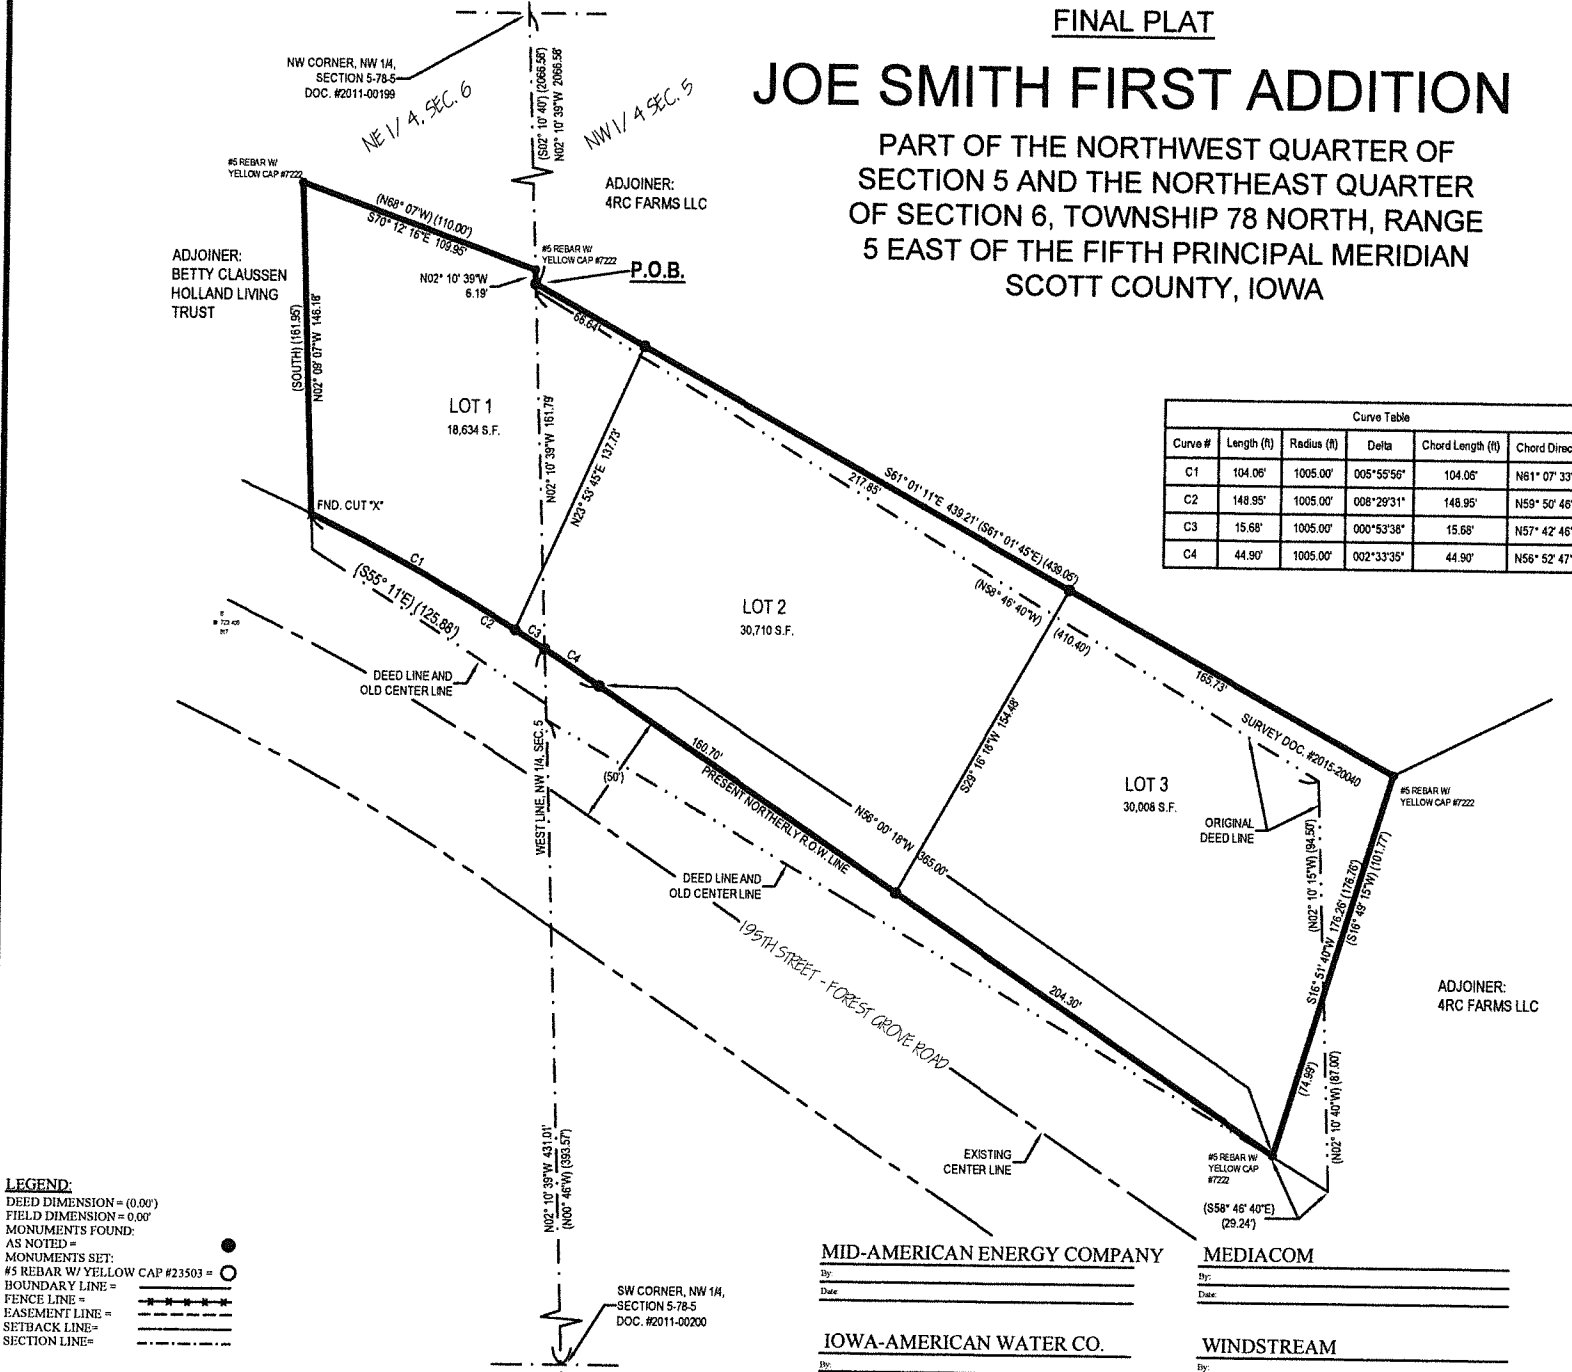 FINAL PLAT
JOE SMITH FIRST ADDITION
PART OF THE NORTHWEST QUARTER OF
SECTION 5 AND THE NORTHEAST QUARTER
OF SECTION 6, TOWNSHIP 78 NORTH, RANGE
5 EAST OF THE FIFTH PRINCIPAL MERIDIAN
SCOTT COUNTY, IOWA
NW CORNER, NW 1/4,
SECTION 5-78-5
DOC. #2011-00199
NE 1/4, SEC. 6
(S02° 10' 40') (2066.58')
N02° 10' 39"W 2066.58'
NW 1/4 SEC. 5
#5 REBAR W/
YELLOW CAP #7222
ADJOINER:
4RC FARMS LLC
(N68° 07'W) (110.00')
S70° 12' 16"E 109.95'
#5 REBAR W/
YELLOW CAP #7222
P.O.B.
N02° 10' 39"W
6.19'
ADJOINER:
BETTY CLAUSSEN
HOLLAND LIVING
TRUST
(SOUTH) (161.95')
N02° 09' 07"W 146.18'
66.64'
LOT 1
18,634 S.F.
N02° 10' 39"W 161.79'
N23° 53' 45"E 137.73'
S61° 01' 11"E 439.21' (S61° 01' 45"E) (439.05')
217.85'
Curve Table
Curve # Length (ft) Radius (ft) Delta Chord Length (ft) Chord Direc
C1 104.06' 1005.00' 005°55'56" 104.06' N61° 07' 33"
C2 148.95' 1005.00' 008°29'31" 148.95' N59° 50' 46"
C3 15.68' 1005.00' 000°53'38" 15.68' N57° 42' 46"
C4 44.90' 1005.00' 002°33'35" 44.90' N56° 52' 47"
FND. CUT "X"
C1
(S55° 11'E) (125.88')
C2
C3
C4
LOT 2
30,710 S.F.
(N58° 46' 40"W)
(410.40')
165.73'
DEED LINE AND
OLD CENTER LINE
SURVEY DOC. #2015-20040
WEST LINE, NW 1/4, SEC. 5
160.70'
(50')
PRESENT NORTHERLY R.O.W. LINE
S29° 16' 18"W 154.48'
N56° 00' 18"W 365.00'
LOT 3
30,008 S.F.
#5 REBAR W/
YELLOW CAP #7222
ORIGINAL
DEED LINE
(N02° 10' 15"W) (94.50')
S16° 51' 40"W 176.26' (176.76')
(S16° 49' 15"W) (101.77')
DEED LINE AND
OLD CENTER LINE
195TH STREET - FOREST GROVE ROAD
204.30'
ADJOINER:
4RC FARMS LLC
(74.99')
(N02° 10' 40"W) (87.00')
EXISTING
CENTER LINE
#5 REBAR W/
YELLOW CAP
#7222
(S58° 46' 40"E)
(29.24')
N02° 10' 39"W 431.01'
(N00° 46'W) (393.57')
SW CORNER, NW 1/4,
SECTION 5-78-5
DOC. #2011-00200
LEGEND:
DEED DIMENSION = (0.00')
FIELD DIMENSION = 0.00'
MONUMENTS FOUND:
AS NOTED =
MONUMENTS SET:
#5 REBAR W/ YELLOW CAP #23503 =
BOUNDARY LINE =
FENCE LINE =
EASEMENT LINE =
SETBACK LINE=
SECTION LINE=
MID-AMERICAN ENERGY COMPANY
By:
Date:
MEDIACOM
By:
Date:
IOWA-AMERICAN WATER CO.
By:
WINDSTREAM
By: